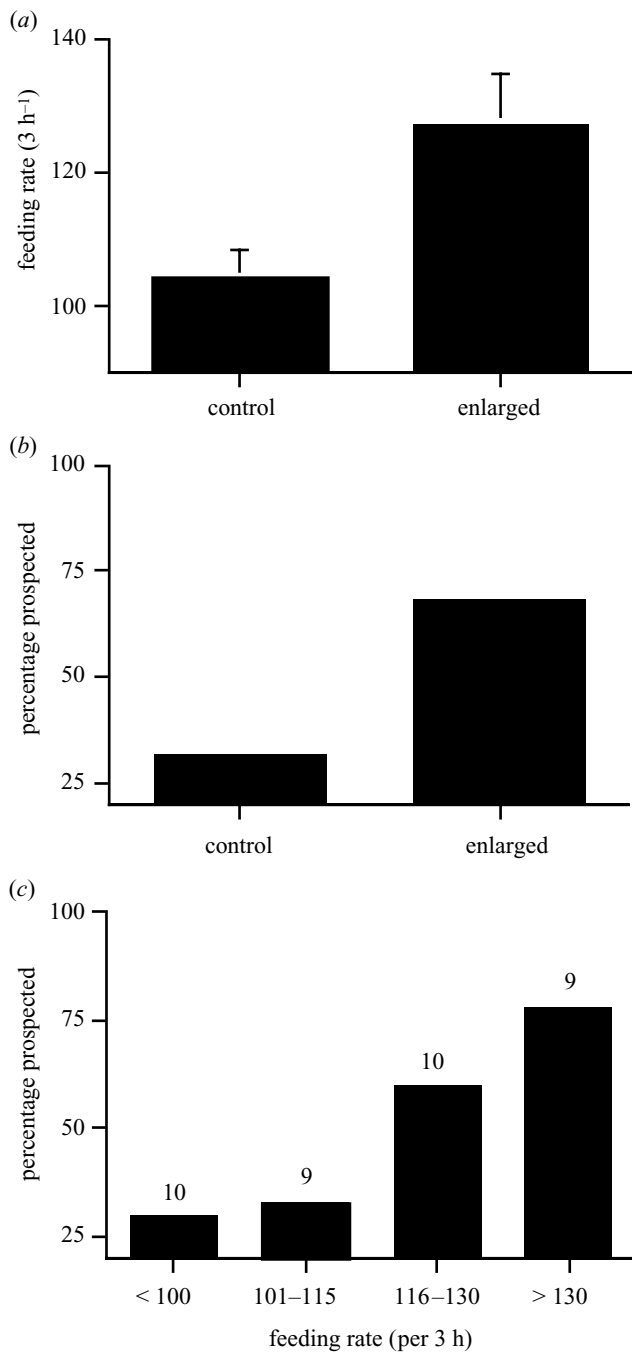 (a)
140
120
100
feeding rate (3 h⁻¹)
control enlarged
(b)
100
75
50
25
percentage prospected
control enlarged
(c)
100
75
50
25
percentage prospected
10 9 10 9
< 100 101–115 116–130 > 130
feeding rate (per 3 h)